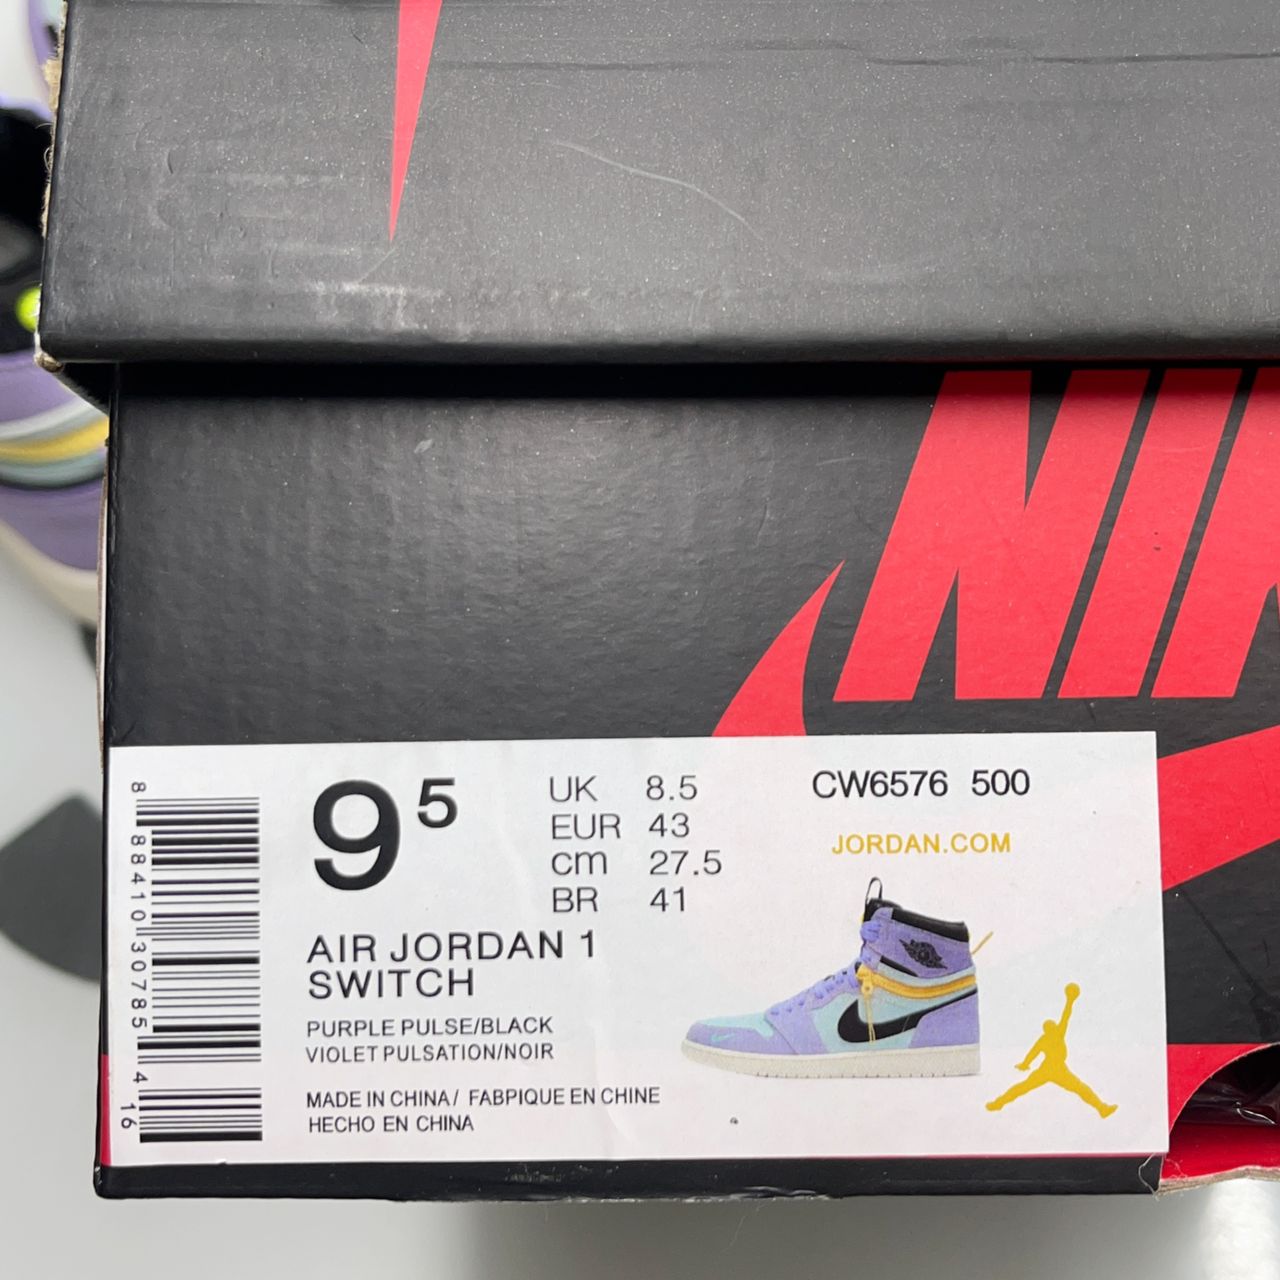 NIK
9⁵
UK 8.5
EUR 43
cm 27.5
BR 41
CW6576 500
JORDAN.COM
AIR JORDAN 1
SWITCH
PURPLE PULSE/BLACK
VIOLET PULSATION/NOIR
MADE IN CHINA / FABPIQUE EN CHINE
HECHO EN CHINA
8 88410 30785 4 16